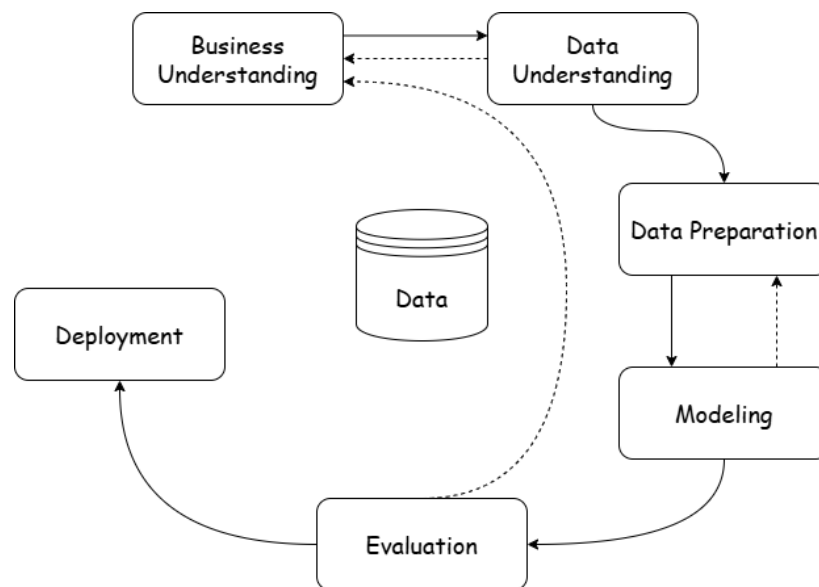 Business
Understanding
Data
Understanding
Data Preparation
Data
Deployment
Modeling
Evaluation